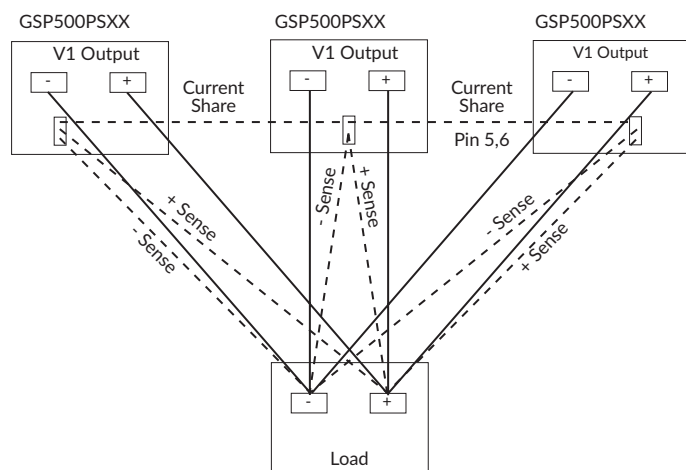 GSP500PSXX
GSP500PSXX
GSP500PSXX
V1 Output
V1 Output
V1 Output
- +
- +
- +
Current
Share
Current
Share
Pin 5,6
+ Sense
- Sense
- Sense
+ Sense
- Sense
+ Sense
- +
Load